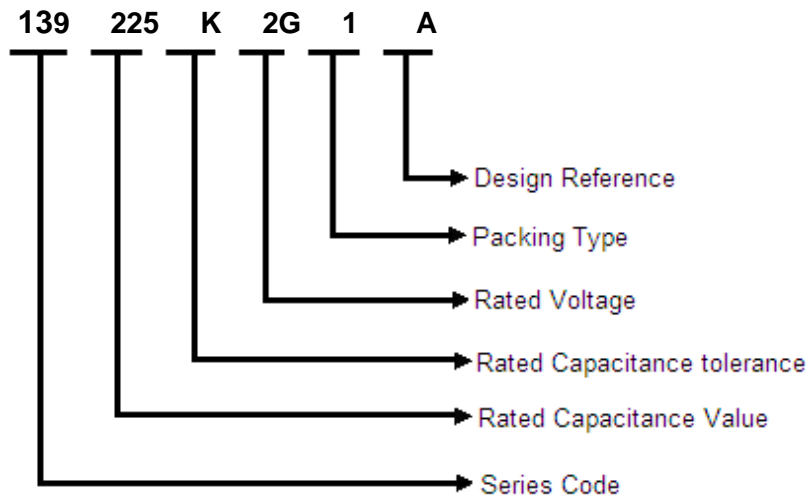 139 225 K 2G 1 A
Design Reference
Packing Type
Rated Voltage
Rated Capacitance tolerance
Rated Capacitance Value
Series Code